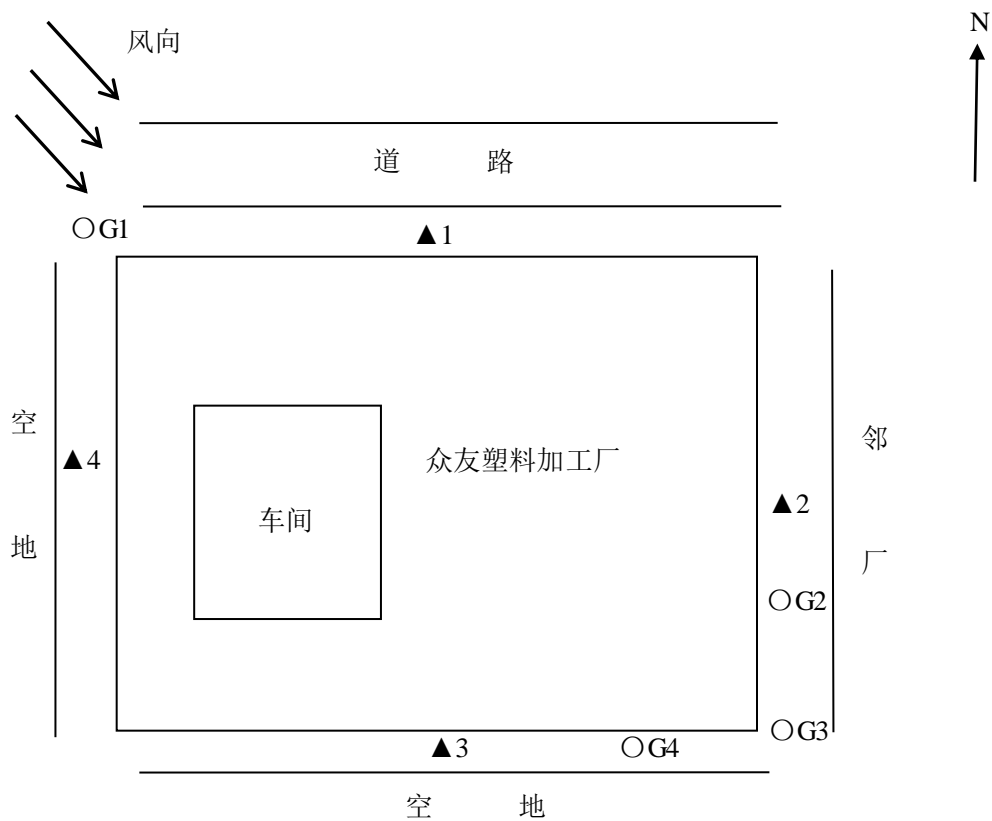 N
风向
道 路
○G1
▲1
空 地
▲4
众友塑料加工厂
邻 厂
车间
▲2
○G2
○G3
▲3
○G4
空 地